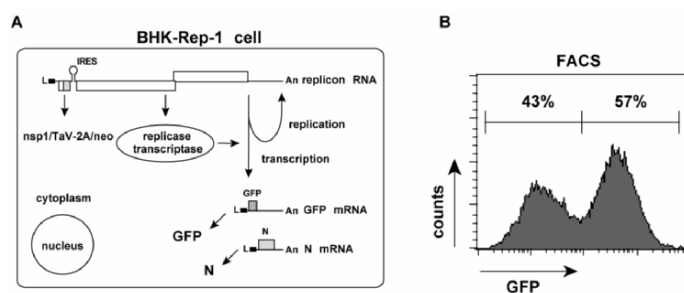 A
BHK-Rep-1 cell
IRES
L
An replicon RNA
nsp1/TaV-2A/neo
replicase
transcriptase
replication
transcription
cytoplasm
GFP
L An GFP mRNA
nucleus
GFP
N
L An N mRNA
N
B
FACS
43% 57%
counts
GFP